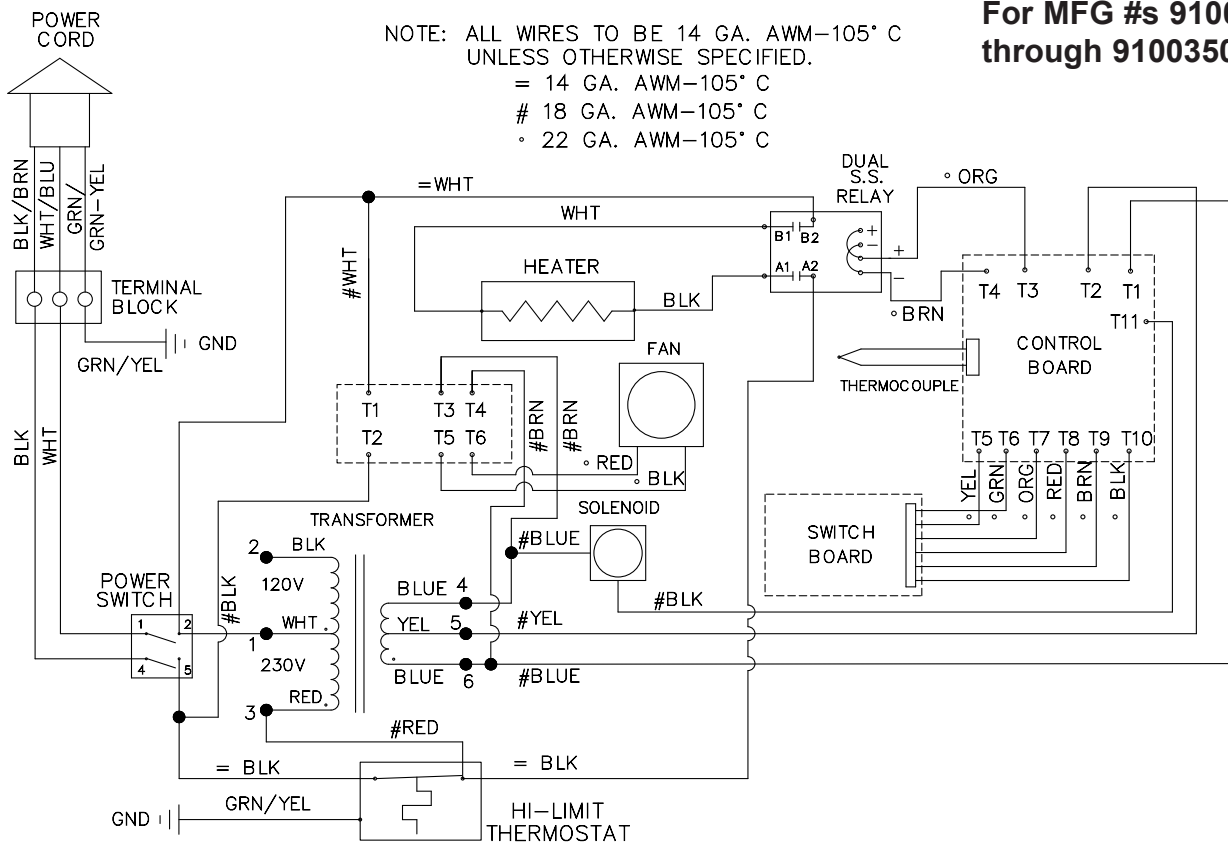 POWER
CORD
NOTE: ALL WIRES TO BE 14 GA. AWM-105° C
UNLESS OTHERWISE SPECIFIED.
= 14 GA. AWM-105° C
# 18 GA. AWM-105° C
° 22 GA. AWM-105° C
For MFG #s 9100
through 9100350
BLK/BRN
WHT/BLU
GRN/
GRN-YEL
TERMINAL
BLOCK
GND
GRN/YEL
BLK
WHT
=WHT
#WHT
WHT
HEATER
BLK
DUAL
S.S.
RELAY
B1 B2
A1 A2
+
-
+
-
° ORG
° BRN
T4 T3 T2 T1
T11
CONTROL
BOARD
THERMOCOUPLE
T5 T6 T7 T8 T9 T10
° YEL
° GRN
° ORG
° RED
° BRN
° BLK
SWITCH
BOARD
FAN
T1 T3 T4
T2 T5 T6
#BRN
#BRN
° RED
° BLK
SOLENOID
#BLUE
#BLK
TRANSFORMER
2 BLK
120V
1 WHT
230V
3 RED
BLUE 4
YEL 5
BLUE 6
#YEL
#BLUE
POWER
SWITCH
1 2
4 5
#BLK
#RED
= BLK
= BLK
GND
GRN/YEL
HI-LIMIT
THERMOSTAT